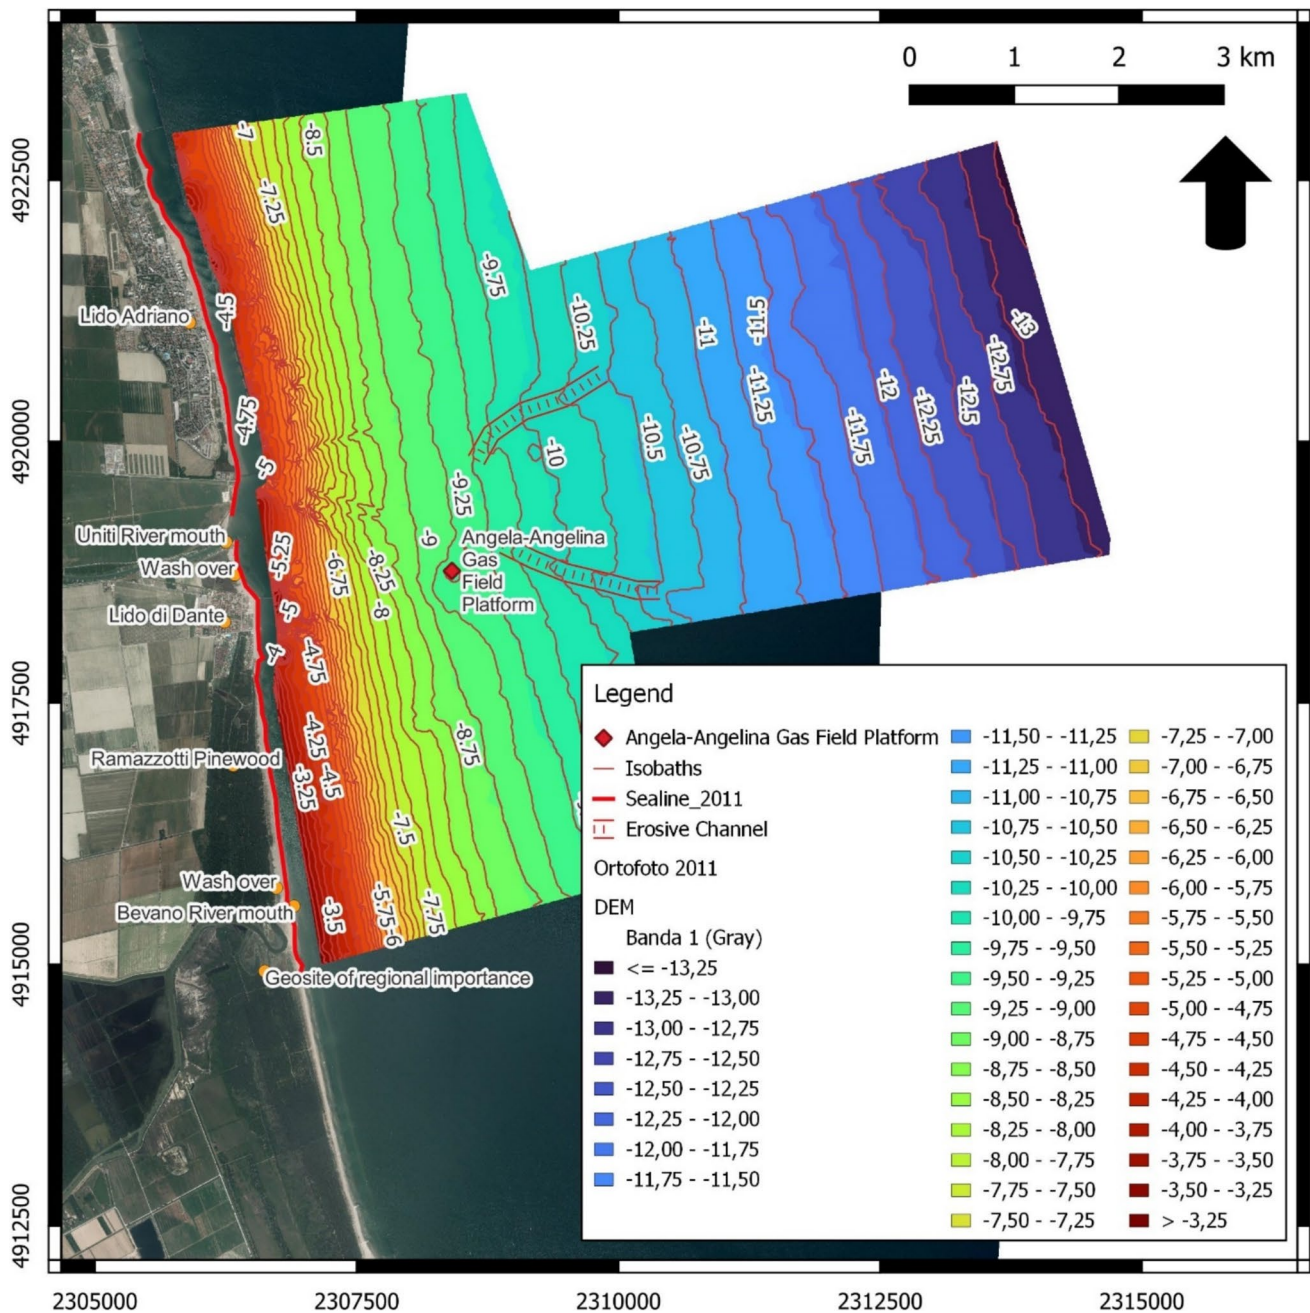 0 1 2 3 km
4922500
4920000
4917500
4915000
4912500
-7
-8.5
-7.25
-9.75
-4.5
Lido Adriano
-10.25
-11
-11.5
-13
-12.75
-11.25
-12
-12.25
-12.5
-11.75
-4.75
-5
-10
-10.5
-10.75
-9.25
Uniti River mouth
-5.25
-9
Angela-Angelina
Gas
Field
Platform
Wash over
-6.75
-8.25
-8
Lido di Dante
-5
-4
-4.75
-8.75
-4.25
Ramazzotti Pinewood
-3.25
-4.5
-7.5
Wash over
Bevano River mouth
-3.5
-5.75
-6
-7.75
Geosite of regional importance
Legend
Angela-Angelina Gas Field Platform
Isobaths
Sealine_2011
Erosive Channel
Ortofoto 2011
DEM
Banda 1 (Gray)
<= -13,25
-13,25 - -13,00
-13,00 - -12,75
-12,75 - -12,50
-12,50 - -12,25
-12,25 - -12,00
-12,00 - -11,75
-11,75 - -11,50
-11,50 - -11,25
-11,25 - -11,00
-11,00 - -10,75
-10,75 - -10,50
-10,50 - -10,25
-10,25 - -10,00
-10,00 - -9,75
-9,75 - -9,50
-9,50 - -9,25
-9,25 - -9,00
-9,00 - -8,75
-8,75 - -8,50
-8,50 - -8,25
-8,25 - -8,00
-8,00 - -7,75
-7,75 - -7,50
-7,50 - -7,25
-7,25 - -7,00
-7,00 - -6,75
-6,75 - -6,50
-6,50 - -6,25
-6,25 - -6,00
-6,00 - -5,75
-5,75 - -5,50
-5,50 - -5,25
-5,25 - -5,00
-5,00 - -4,75
-4,75 - -4,50
-4,50 - -4,25
-4,25 - -4,00
-4,00 - -3,75
-3,75 - -3,50
-3,50 - -3,25
> -3,25
2305000
2307500
2310000
2312500
2315000